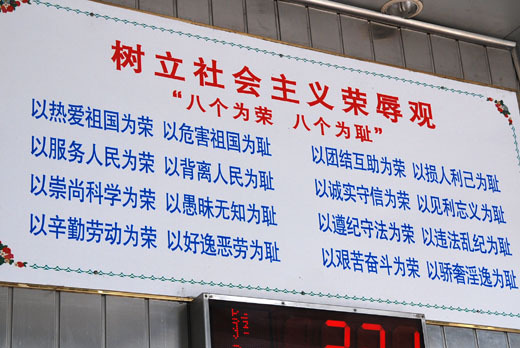 树立社会主义荣辱观
“八个为荣 八个为耻”
以热爱祖国为荣 以危害祖国为耻
以服务人民为荣 以背离人民为耻
以崇尚科学为荣 以愚昧无知为耻
以辛勤劳动为荣 以好逸恶劳为耻
以团结互助为荣 以损人利己为耻
以诚实守信为荣 以见利忘义为耻
以遵纪守法为荣 以违法乱纪为耻
以艰苦奋斗为荣 以骄奢淫逸为耻